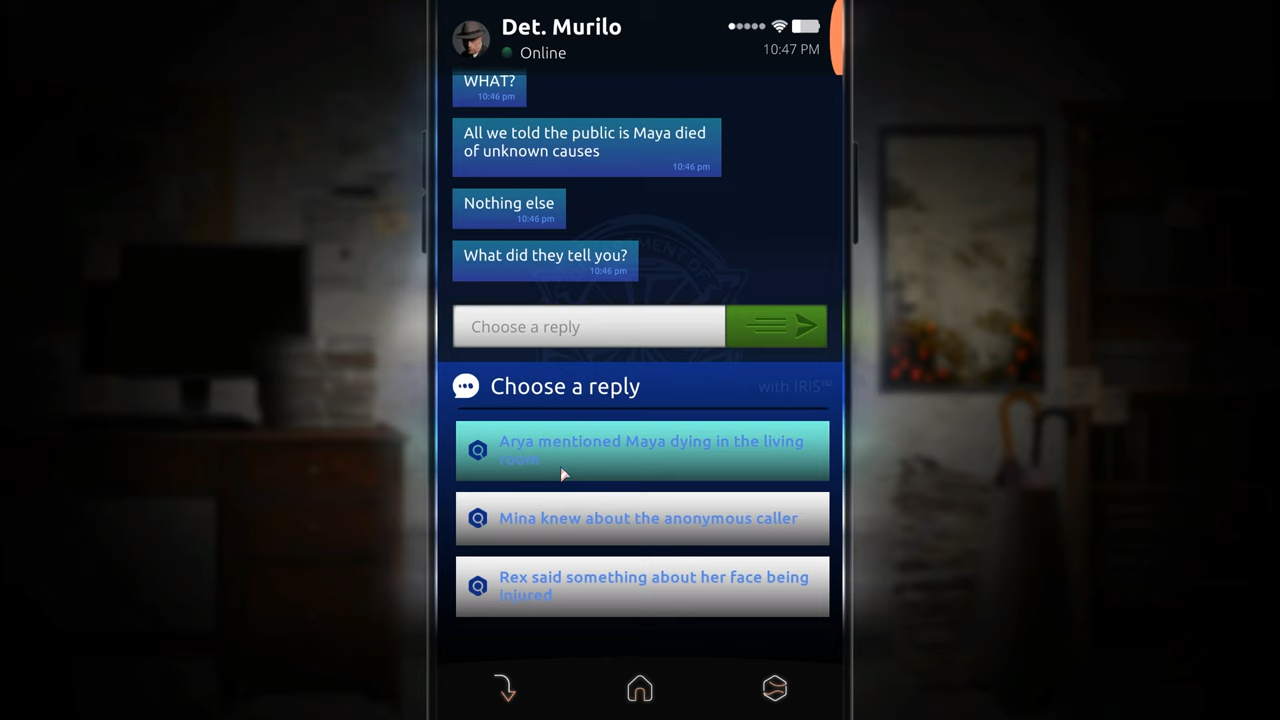 Det. Murilo
Online
10:47 PM
WHAT?
10:46 pm
All we told the public is Maya died
of unknown causes
10:46 pm
Nothing else
10:46 pm
What did they tell you?
10:46 pm
Choose a reply
Choose a reply
with IRIS™
Arya mentioned Maya dying in the living
room
Mina knew about the anonymous caller
Rex said something about her face being
injured